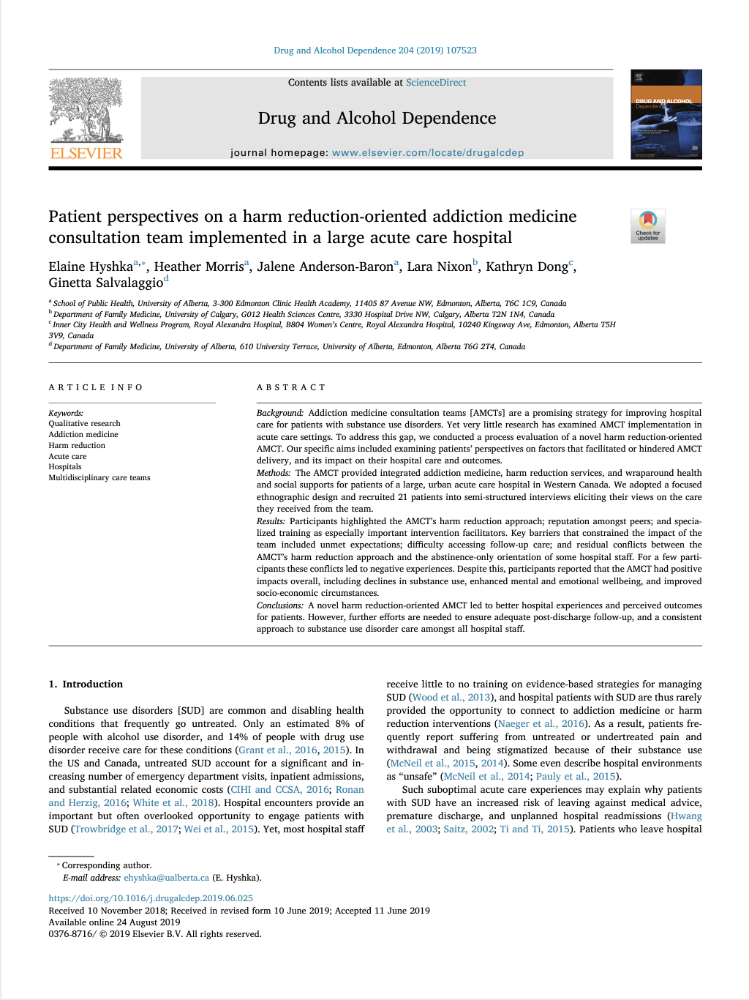 Drug and Alcohol Dependence 204 (2019) 107523
ELSEVIER
Contents lists available at ScienceDirect
Drug and Alcohol Dependence
journal homepage: www.elsevier.com/locate/drugalcdep
DRUG AND ALCOHOL
Dependence
Patient perspectives on a harm reduction-oriented addiction medicine
consultation team implemented in a large acute care hospital
Check for
updates
Elaine Hyshkaa,*, Heather Morrisa, Jalene Anderson-Barona, Lara Nixonb, Kathryn Dongc,
Ginetta Salvalaggiod
a School of Public Health, University of Alberta, 3-300 Edmonton Clinic Health Academy, 11405 87 Avenue NW, Edmonton, Alberta, T6C 1C9, Canada
b Department of Family Medicine, University of Calgary, G012 Health Sciences Centre, 3330 Hospital Drive NW, Calgary, Alberta T2N 1N4, Canada
c Inner City Health and Wellness Program, Royal Alexandra Hospital, B804 Women's Centre, Royal Alexandra Hospital, 10240 Kingsway Ave, Edmonton, Alberta T5H
3V9, Canada
d Department of Family Medicine, University of Alberta, 610 University Terrace, University of Alberta, Edmonton, Alberta T6G 2T4, Canada
ARTICLE INFO
Keywords:
Qualitative research
Addiction medicine
Harm reduction
Acute care
Hospitals
Multidisciplinary care teams
ABSTRACT
Background: Addiction medicine consultation teams [AMCTs] are a promising strategy for improving hospital
care for patients with substance use disorders. Yet very little research has examined AMCT implementation in
acute care settings. To address this gap, we conducted a process evaluation of a novel harm reduction-oriented
AMCT. Our specific aims included examining patients' perspectives on factors that facilitated or hindered AMCT
delivery, and its impact on their hospital care and outcomes.
Methods: The AMCT provided integrated addiction medicine, harm reduction services, and wraparound health
and social supports for patients of a large, urban acute care hospital in Western Canada. We adopted a focused
ethnographic design and recruited 21 patients into semi-structured interviews eliciting their views on the care
they received from the team.
Results: Participants highlighted the AMCT's harm reduction approach; reputation amongst peers; and specia-
lized training as especially important intervention facilitators. Key barriers that constrained the impact of the
team included unmet expectations; difficulty accessing follow-up care; and residual conflicts between the
AMCT's harm reduction approach and the abstinence-only orientation of some hospital staff. For a few parti-
cipants these conflicts led to negative experiences. Despite this, participants reported that the AMCT had positive
impacts overall, including declines in substance use, enhanced mental and emotional wellbeing, and improved
socio-economic circumstances.
Conclusions: A novel harm reduction-oriented AMCT led to better hospital experiences and perceived outcomes
for patients. However, further efforts are needed to ensure adequate post-discharge follow-up, and a consistent
approach to substance use disorder care amongst all hospital staff.
1. Introduction
Substance use disorders [SUD] are common and disabling health
conditions that frequently go untreated. Only an estimated 8% of
people with alcohol use disorder, and 14% of people with drug use
disorder receive care for these conditions (Grant et al., 2016, 2015). In
the US and Canada, untreated SUD account for a significant and in-
creasing number of emergency department visits, inpatient admissions,
and substantial related economic costs (CIHI and CCSA, 2016; Ronan
and Herzig, 2016; White et al., 2018). Hospital encounters provide an
important but often overlooked opportunity to engage patients with
SUD (Trowbridge et al., 2017; Wei et al., 2015). Yet, most hospital staff
receive little to no training on evidence-based strategies for managing
SUD (Wood et al., 2013), and hospital patients with SUD are thus rarely
provided the opportunity to connect to addiction medicine or harm
reduction interventions (Naeger et al., 2016). As a result, patients fre-
quently report suffering from untreated or undertreated pain and
withdrawal and being stigmatized because of their substance use
(McNeil et al., 2015, 2014). Some even describe hospital environments
as “unsafe” (McNeil et al., 2014; Pauly et al., 2015).
Such suboptimal acute care experiences may explain why patients
with SUD have an increased risk of leaving against medical advice,
premature discharge, and unplanned hospital readmissions (Hwang
et al., 2003; Saitz, 2002; Ti and Ti, 2015). Patients who leave hospital
* Corresponding author.
E-mail address: ehyshka@ualberta.ca (E. Hyshka).
https://doi.org/10.1016/j.drugalcdep.2019.06.025
Received 10 November 2018; Received in revised form 10 June 2019; Accepted 11 June 2019
Available online 24 August 2019
0376-8716/ © 2019 Elsevier B.V. All rights reserved.